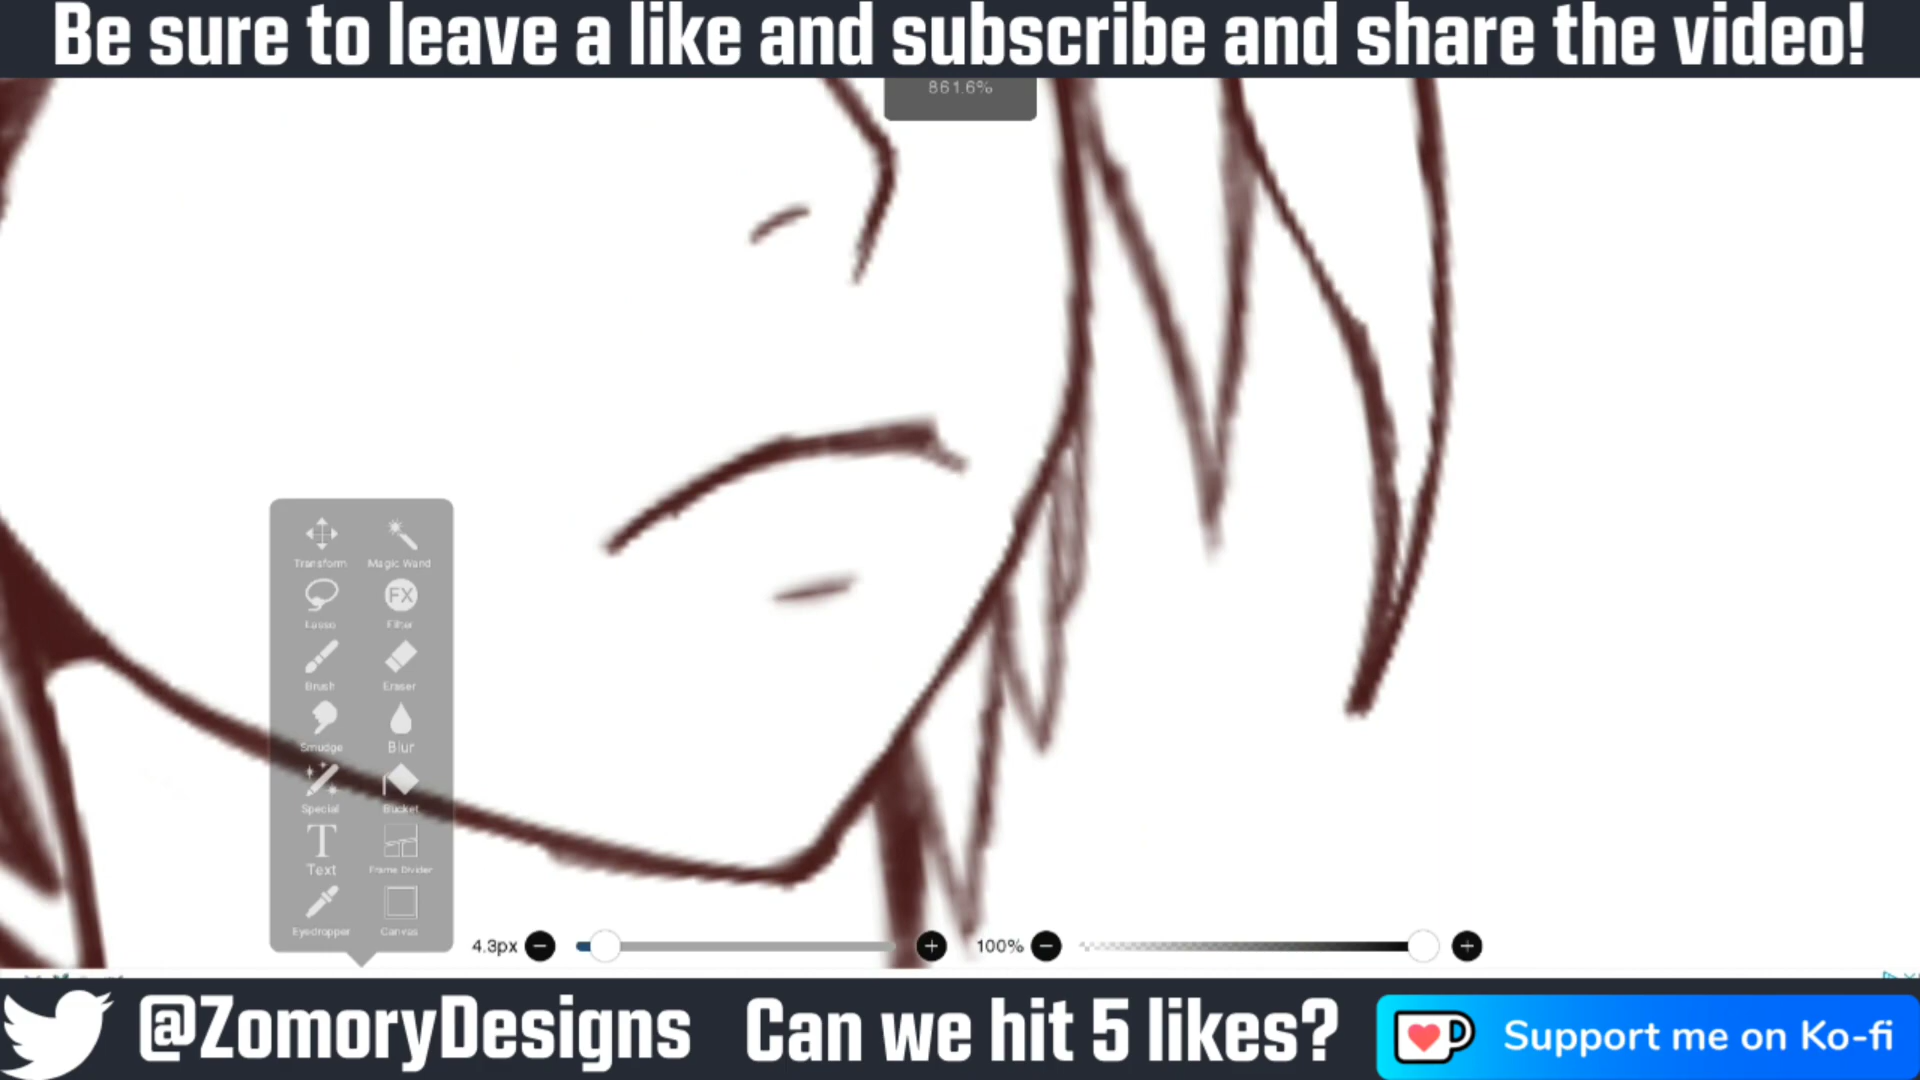 Be sure to leave a like and subscribe and share the video!
861.6%
Transform Magic Wand
Lasso Filter
FX
Brush Eraser
Smudge Blur
Special Bucket
T
Text Frame Divider
Eyedropper Canvas
4.3px 100%
@ZomoryDesigns Can we hit 5 likes? Support me on Ko-fi